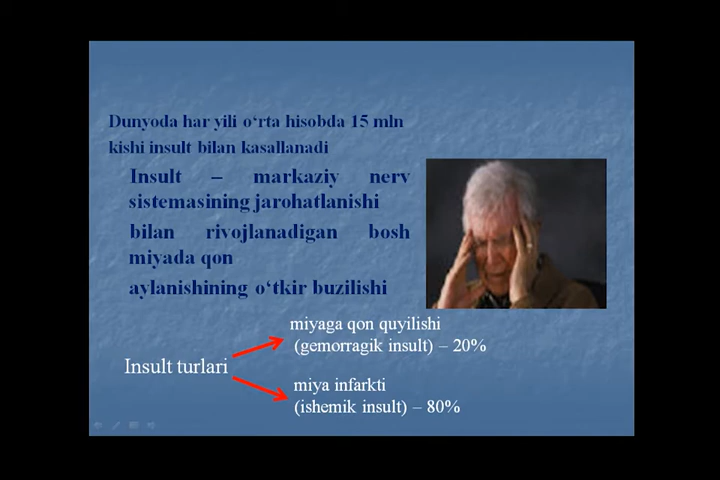 Dunyoda har yili o‘rta hisobda 15 mln
kishi insult bilan kasallanadi
Insult – markaziy nerv
sistemasining jarohatlanishi
bilan rivojlanadigan bosh
miyada qon
aylanishining o‘tkir buzilishi
miyaga qon quyilishi
(gemorragik insult) – 20%
Insult turlari
miya infarkti
(ishemik insult) – 80%